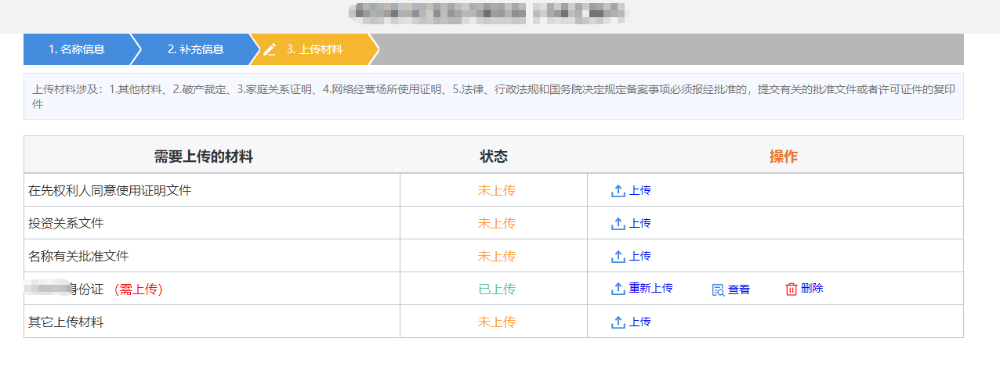 1. 名称信息
2. 补充信息
3. 上传材料
上传材料涉及：1.其他材料、2.破产裁定、3.家庭关系证明、4.网络经营场所使用证明、5.法律、行政法规和国务院决定规定备案事项必须报经批准的，提交有关的批准文件或者许可证件的复印
件
需要上传的材料 状态 操作
在先权利人同意使用证明文件 未上传 上传
投资关系文件 未上传 上传
名称有关批准文件 未上传 上传
身份证 （需上传） 已上传 重新上传 查看 删除
其它上传材料 未上传 上传